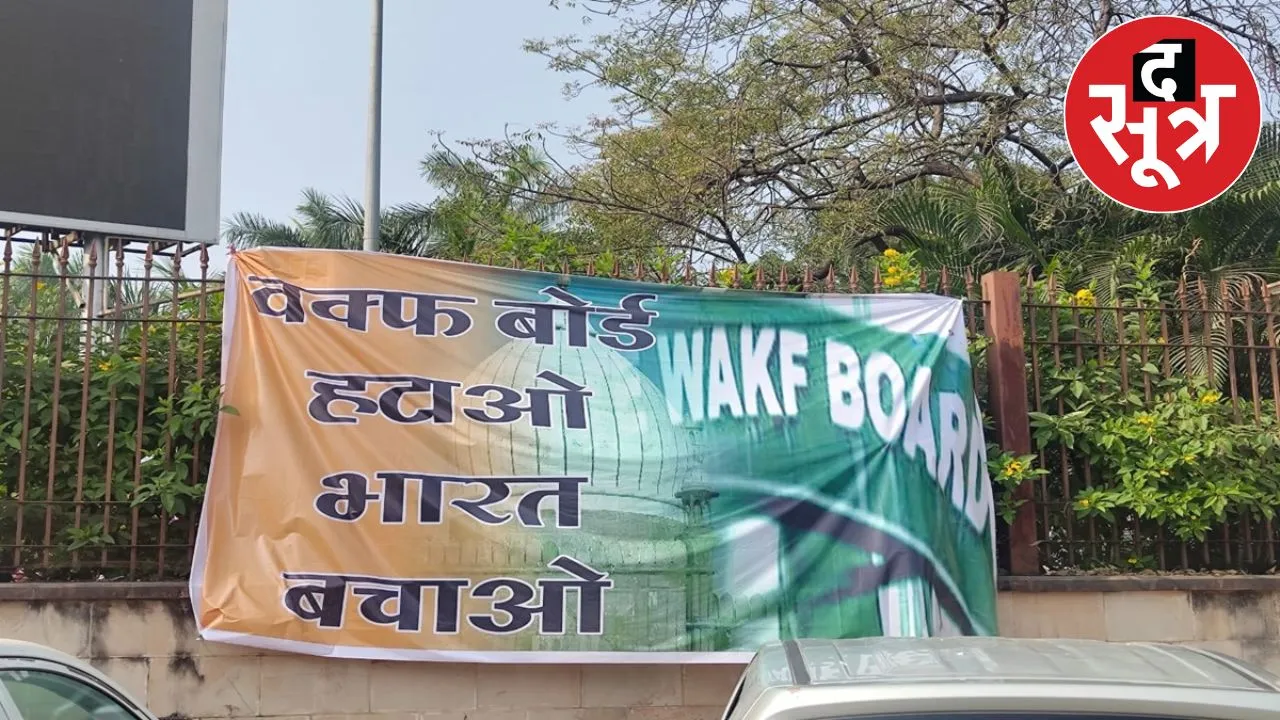 वक्फ बोर्ड
हटाओ
भारत
बचाओ
WAKF BOARD
द
सूत्र